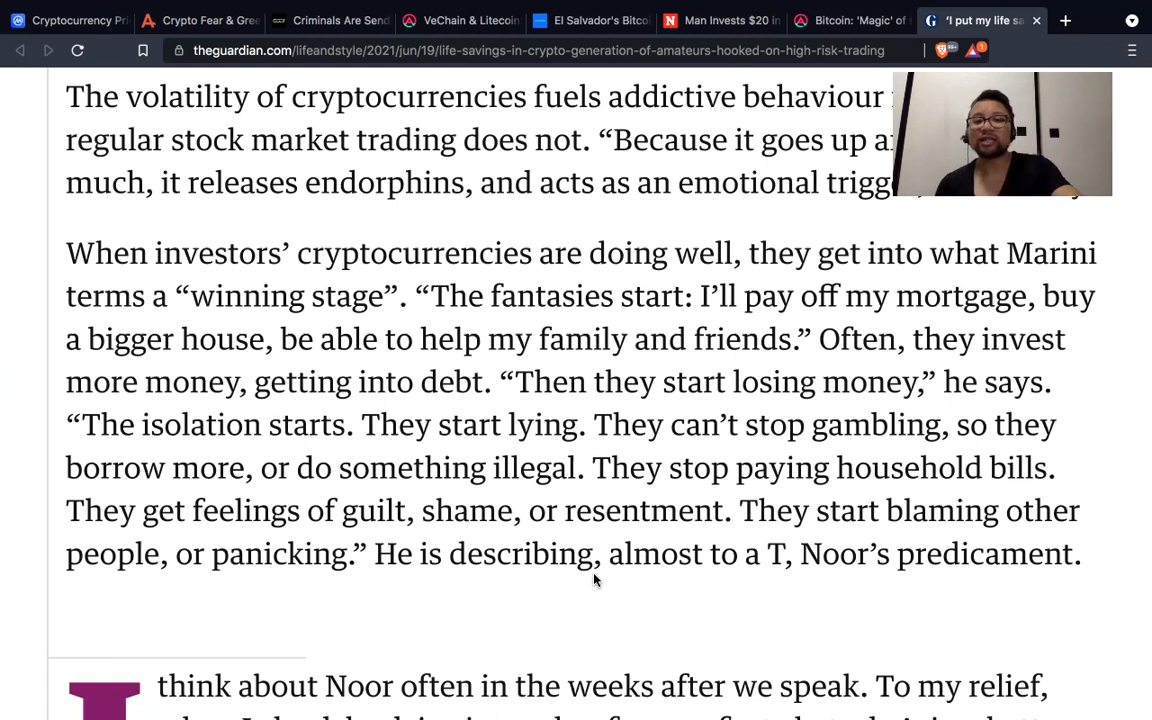 Cryptocurrency Pri
Crypto Fear & Gre
Criminals Are Send
VeChain & Litecoin
El Salvador's Bitco
Man Invests $20 in
Bitcoin: 'Magic' of
'I put my life sa
theguardian.com/lifeandstyle/2021/jun/19/life-savings-in-crypto-generation-of-amateurs-hooked-on-high-risk-trading
99+
1
The volatility of cryptocurrencies fuels addictive behaviour
regular stock market trading does not. “Because it goes up
much, it releases endorphins, and acts as an emotional
When investors’ cryptocurrencies are doing well, they get into what Marini
terms a “winning stage”. “The fantasies start: I’ll pay off my mortgage, buy
a bigger house, be able to help my family and friends.” Often, they invest
more money, getting into debt. “Then they start losing money,” he says.
“The isolation starts. They start lying. They can’t stop gambling, so they
borrow more, or do something illegal. They stop paying household bills.
They get feelings of guilt, shame, or resentment. They start blaming other
people, or panicking.” He is describing, almost to a T, Noor’s predicament.
I think about Noor often in the weeks after we speak. To my relief,